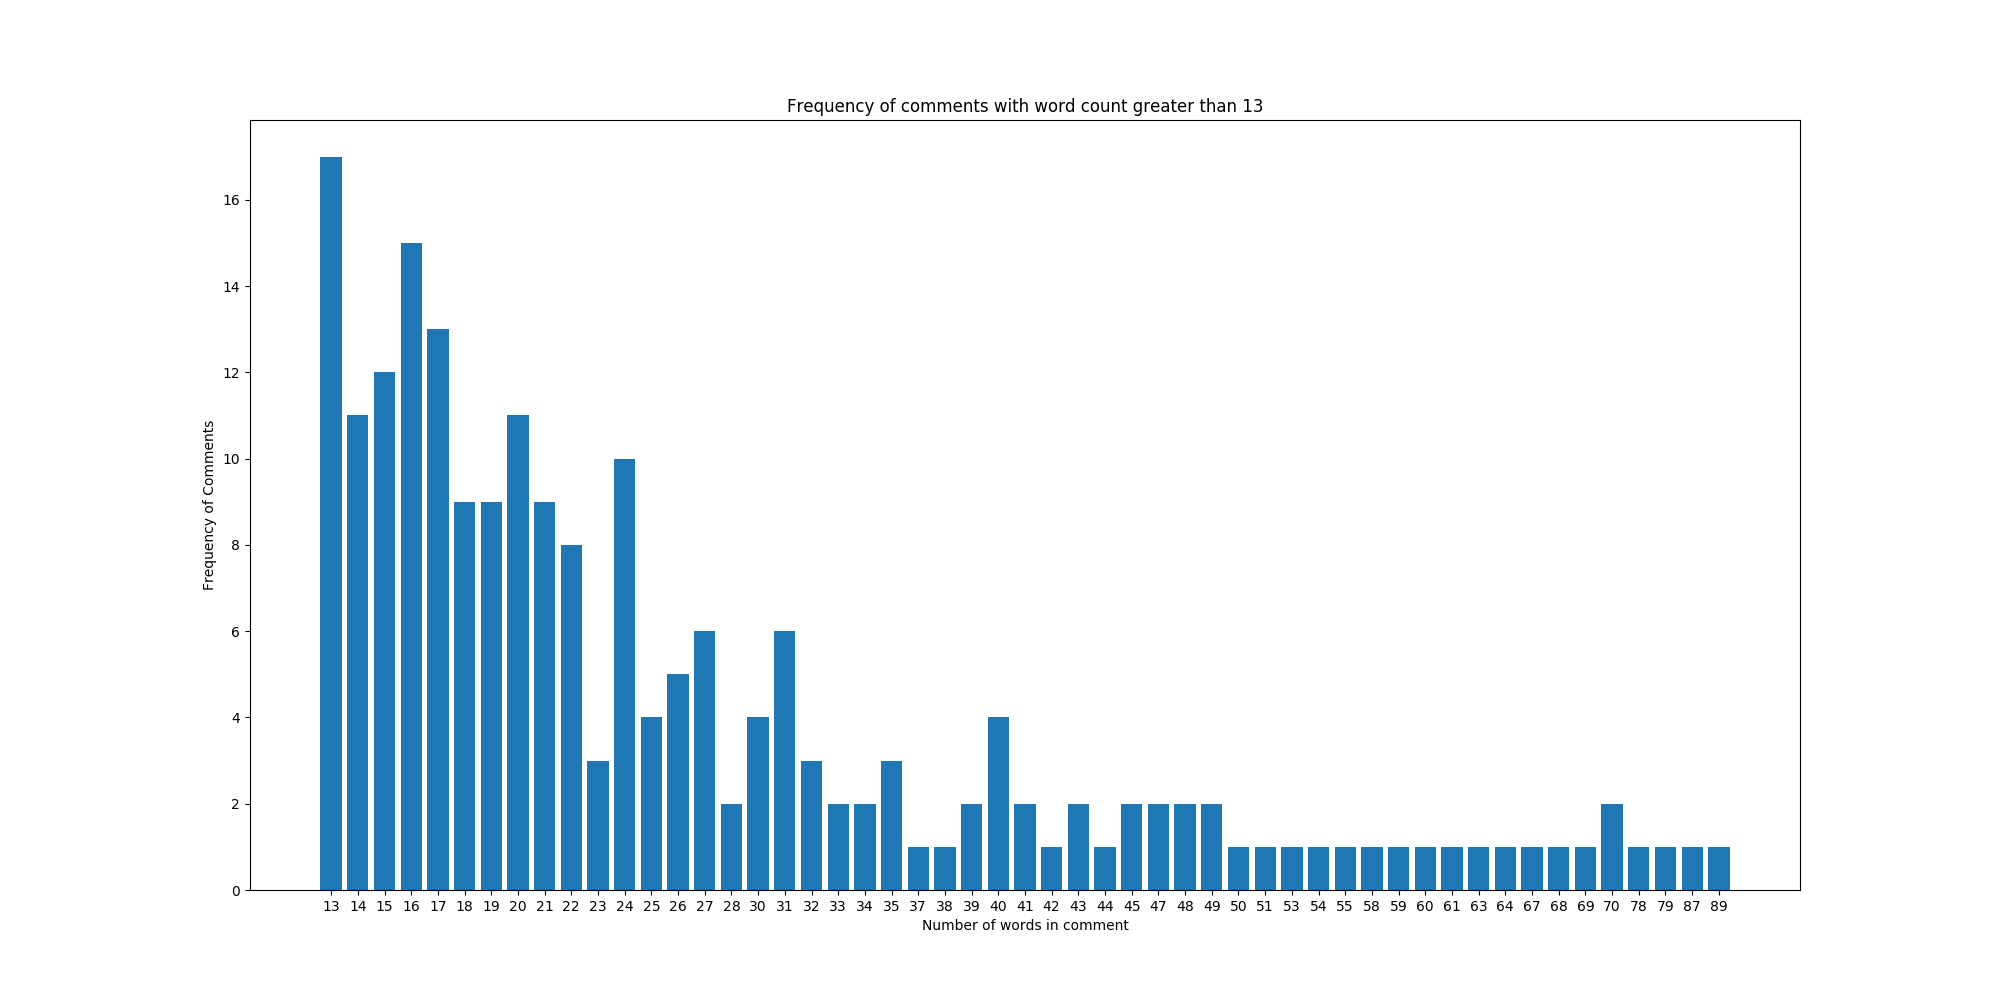 Frequency of comments with word count greater than 13
Frequency of Comments
16
14
12
10
8
6
4
2
0
13 14 15 16 17 18 19 20 21 22 23 24 25 26 27 28 30 31 32 33 34 35 37 38 39 40 41 42 43 44 45 47 48 49 50 51 53 54 55 58 59 60 61 63 64 67 68 69 70 78 79 87 89
Number of words in comment